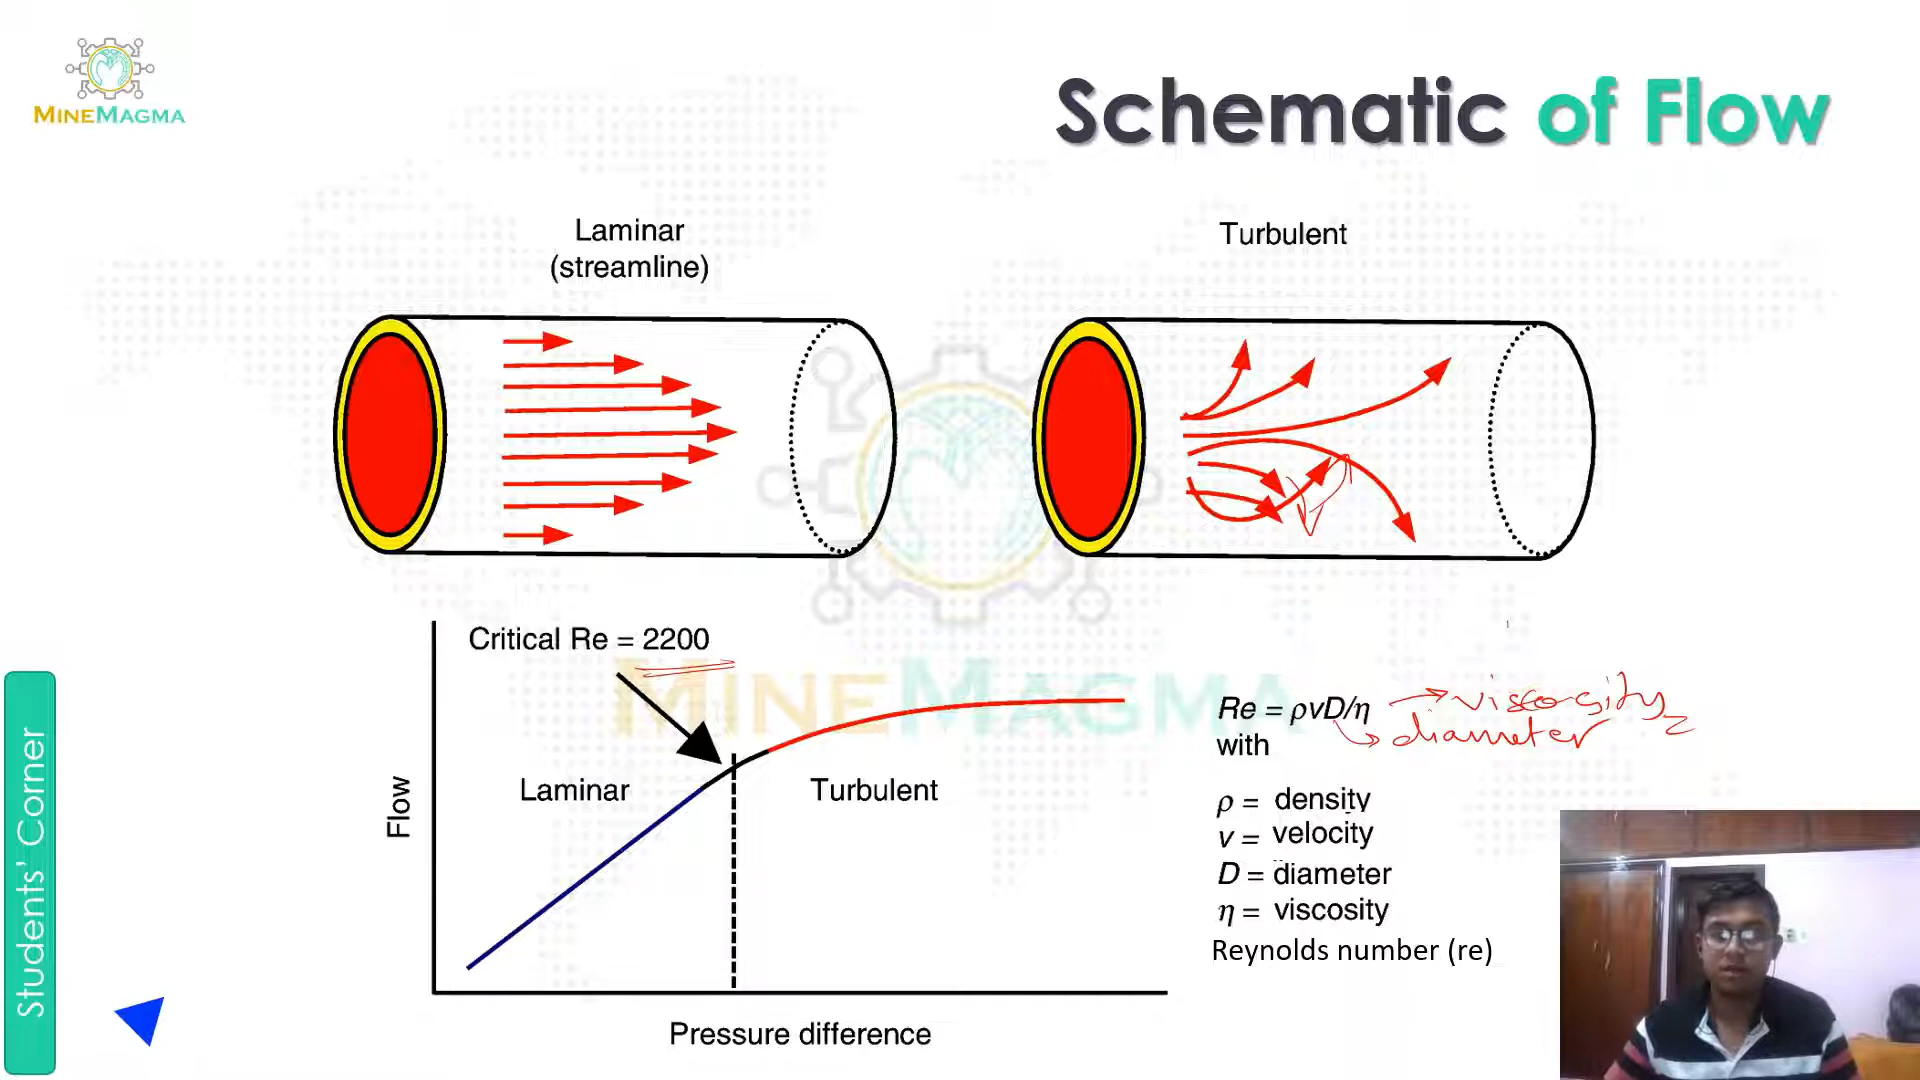 MINEMAGMA
Schematic of Flow
Laminar
(streamline)
Turbulent
Critical Re = 2200
MINEMAGMA
Re = ρvD/η → viscosity
with → diameter
Laminar
Turbulent
Flow
ρ = density
v = velocity
D = diameter
η = viscosity
Reynolds number (re)
Pressure difference
Students' Corner